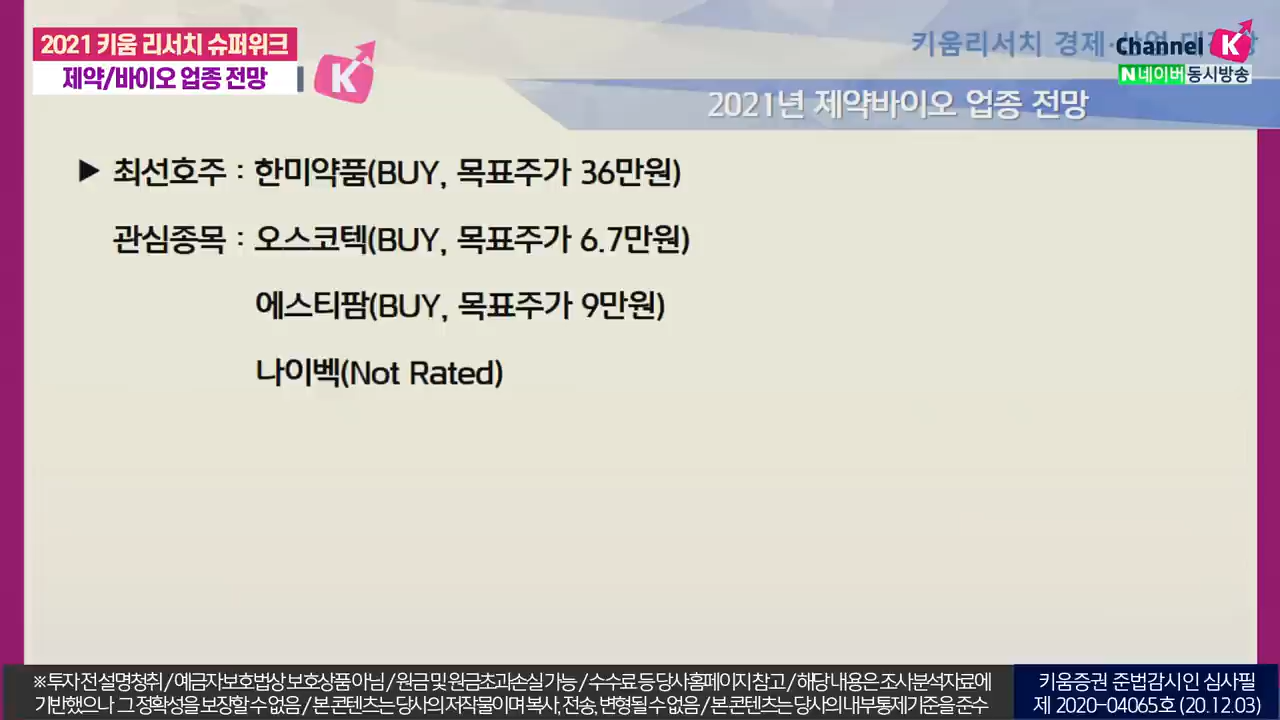 2021 키움 리서치 슈퍼위크
제약/바이오 업종 전망
K
키움리서치 경제·산업
Channel K
N 네이버 동시방송
2021년 제약바이오 업종 전망
▶ 최선호주 : 한미약품(BUY, 목표주가 36만원)
관심종목 : 오스코텍(BUY, 목표주가 6.7만원)
에스티팜(BUY, 목표주가 9만원)
나이벡(Not Rated)
※ 투자 전 설명청취 / 예금자보호법상 보호상품 아님 / 원금 및 원금초과손실 가능 / 수수료 등 당사홈페이지 참고 / 해당 내용은 조사분석자료에
기반했으나 그 정확성을 보장할 수 없음 / 본 콘텐츠는 당사의 저작물이며 복사, 전송, 변형될 수 없음 / 본 콘텐츠는 당사의 내부통제기준을 준수
키움증권 준법감시인 심사필
제 2020-04065호 (20.12.03)